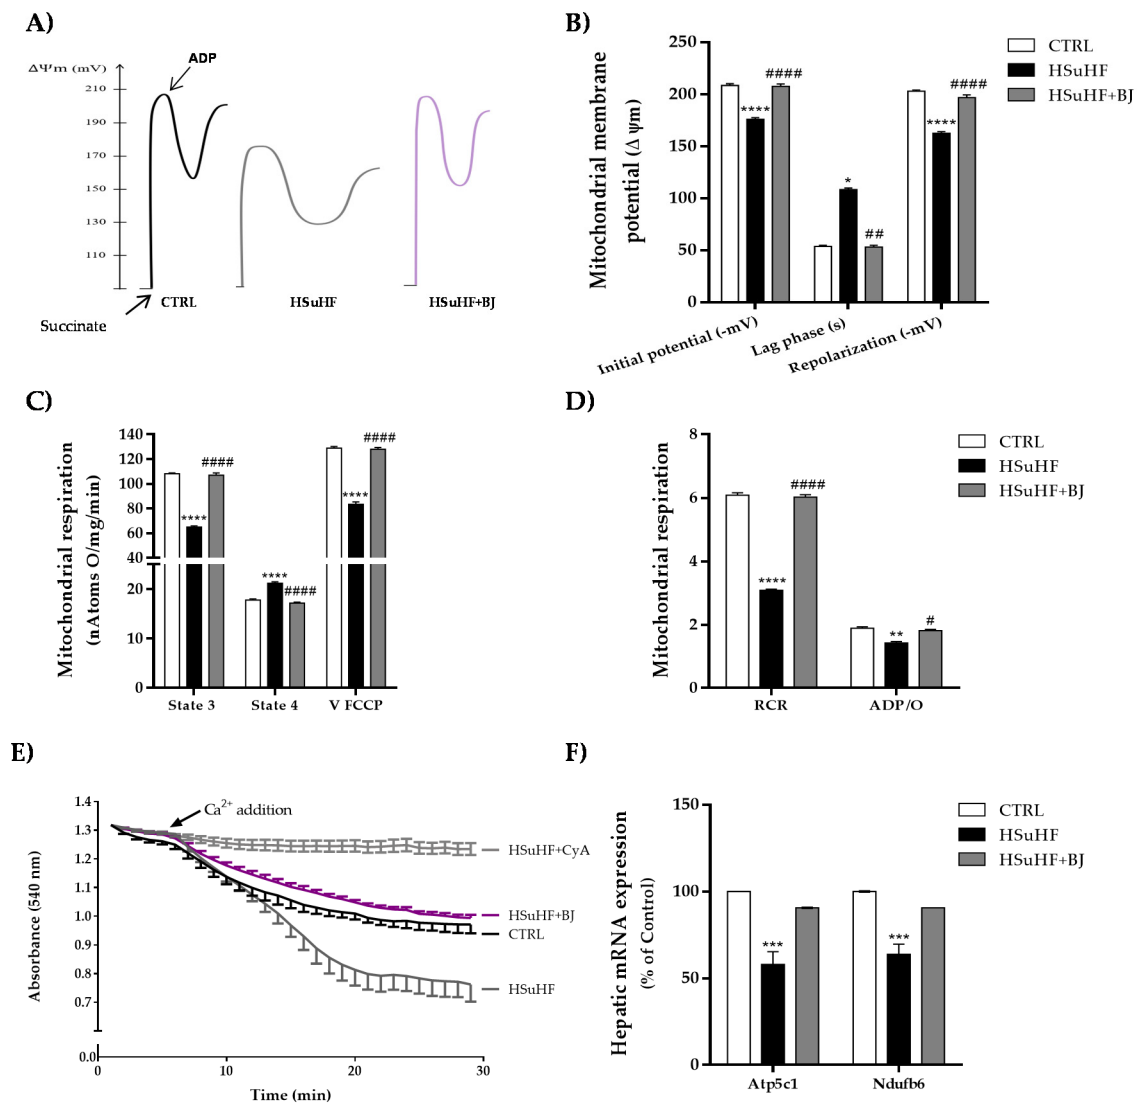 A)
ΔΨm (mV)
210
190
170
150
130
110
ADP
Succinate
CTRL
HSuHF
HSuHF+BJ
B)
Mitochondrial membrane
potential (Δ ψm)
250
200
150
100
50
0
****
####
*
##
****
####
Initial potential (-mV)
Lag phase (s)
Repolarization (-mV)
CTRL
HSuHF
HSuHF+BJ
C)
Mitochondrial respiration
(nAtoms O/mg/min)
140
120
100
80
60
40
20
10
0
****
####
****
####
****
####
State 3
State 4
V FCCP
D)
Mitochondrial respiration
8
6
4
2
0
****
####
**
#
RCR
ADP/O
CTRL
HSuHF
HSuHF+BJ
E)
Absorbance (540 nm)
1.4
1.3
1.2
1.1
1.0
0.9
0.8
0.7
0.0
Ca2+ addition
HSuHF+CyA
HSuHF+BJ
CTRL
HSuHF
0
10
20
30
Time (min)
F)
Hepatic mRNA expression
(% of Control)
150
100
50
0
***
***
Atp5c1
Ndufb6
CTRL
HSuHF
HSuHF+BJ